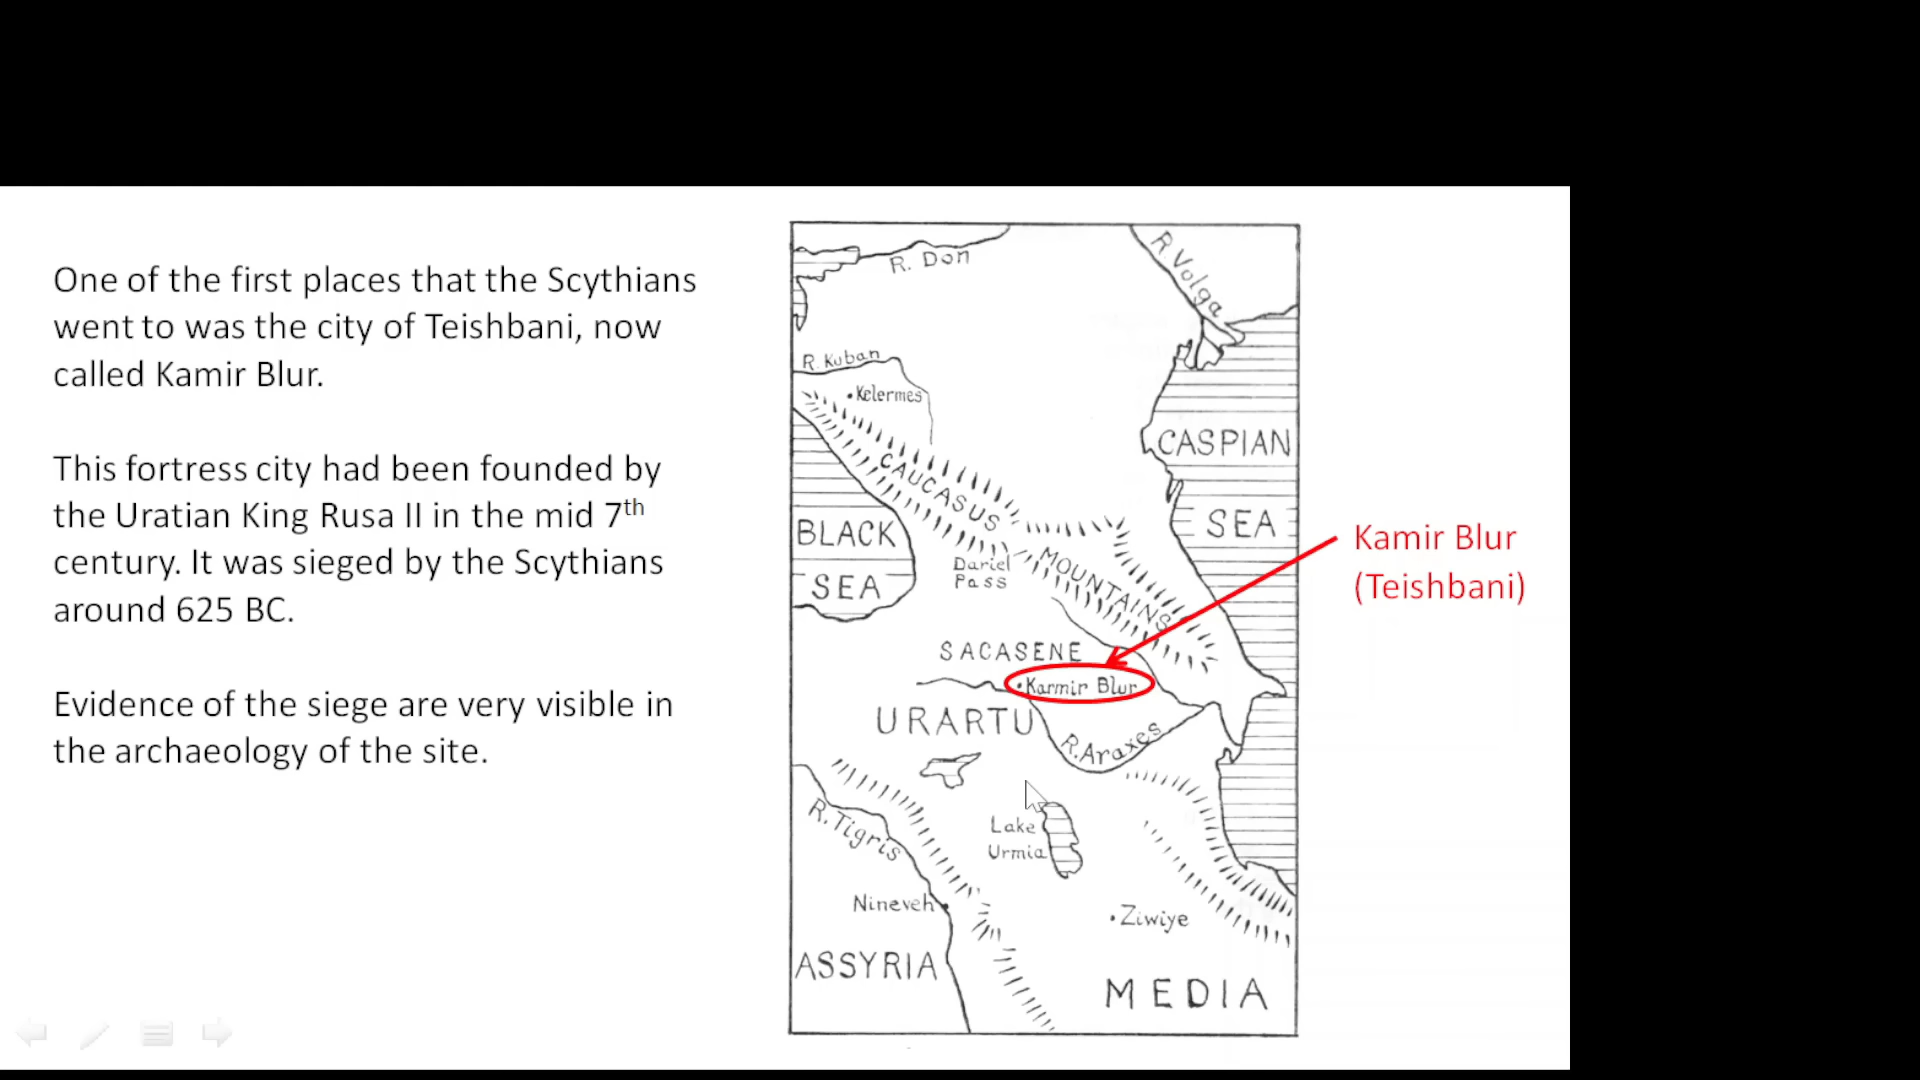 One of the first places that the Scythians
went to was the city of Teishbani, now
called Kamir Blur.
This fortress city had been founded by
the Uratian King Rusa II in the mid 7th
century. It was sieged by the Scythians
around 625 BC.
Evidence of the siege are very visible in
the archaeology of the site.
R. Don
R. Volga
R. Kuban
Kelermes
CAUCASUS
MOUNTAINS
CASPIAN
SEA
BLACK
SEA
Dariel
Pass
SACASENE
Karmir Blur
URARTU
R. Araxes
R. Tigris
Lake
Urmia
Nineveh
Ziwiye
ASSYRIA
MEDIA
Kamir Blur
(Teishbani)